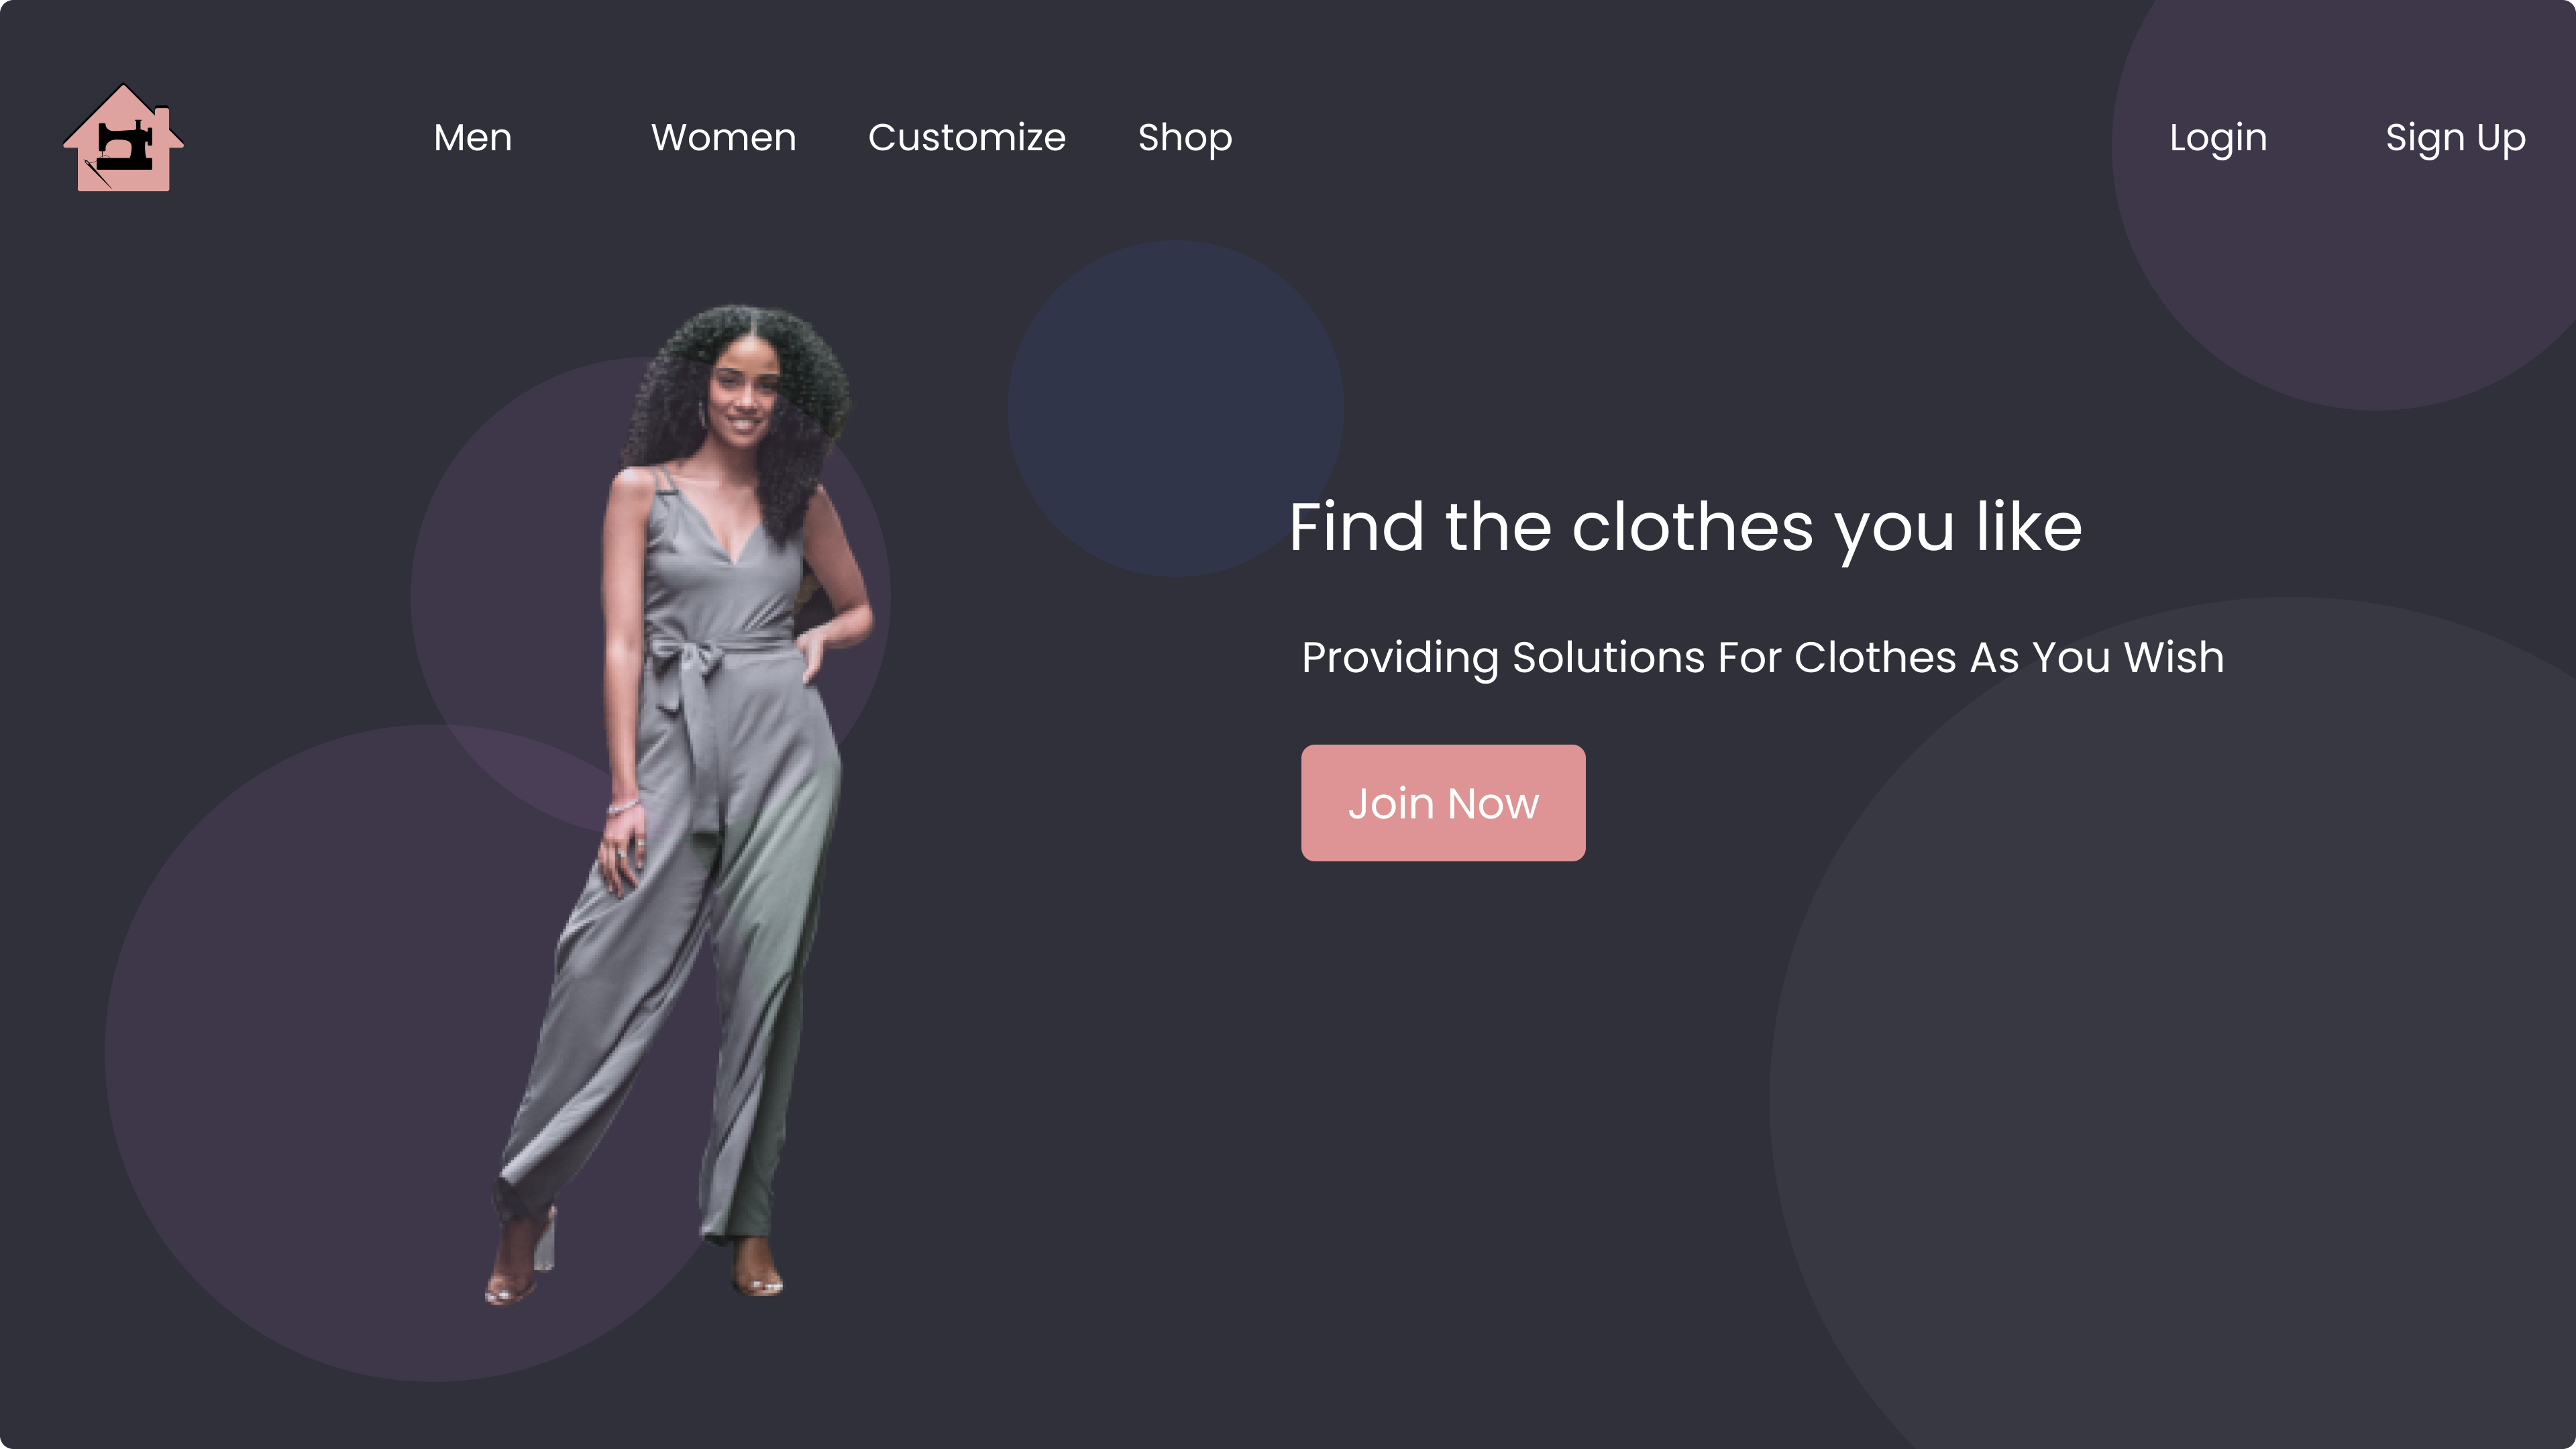 Men Women Customize Shop Login Sign Up
Find the clothes you like
Providing Solutions For Clothes As You Wish
Join Now